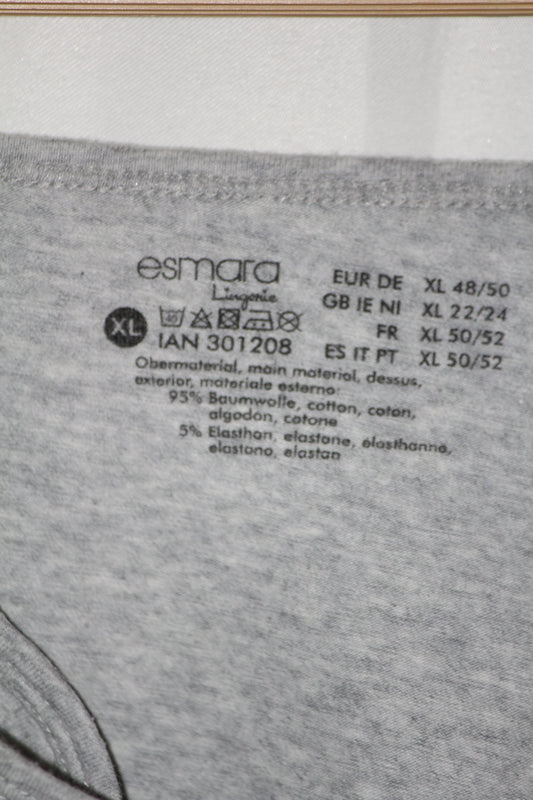 esmara
Lingerie
XL
IAN 301208
EUR DE XL 48/50
GB IE NI XL 22/24
FR XL 50/52
ES IT PT XL 50/52
Obermaterial, main material, dessus,
exterior, materiale esterno:
95% Baumwolle, cotton, coton,
algodón, cotone
5% Elasthan, elastane, élasthanne,
elastano, elastan